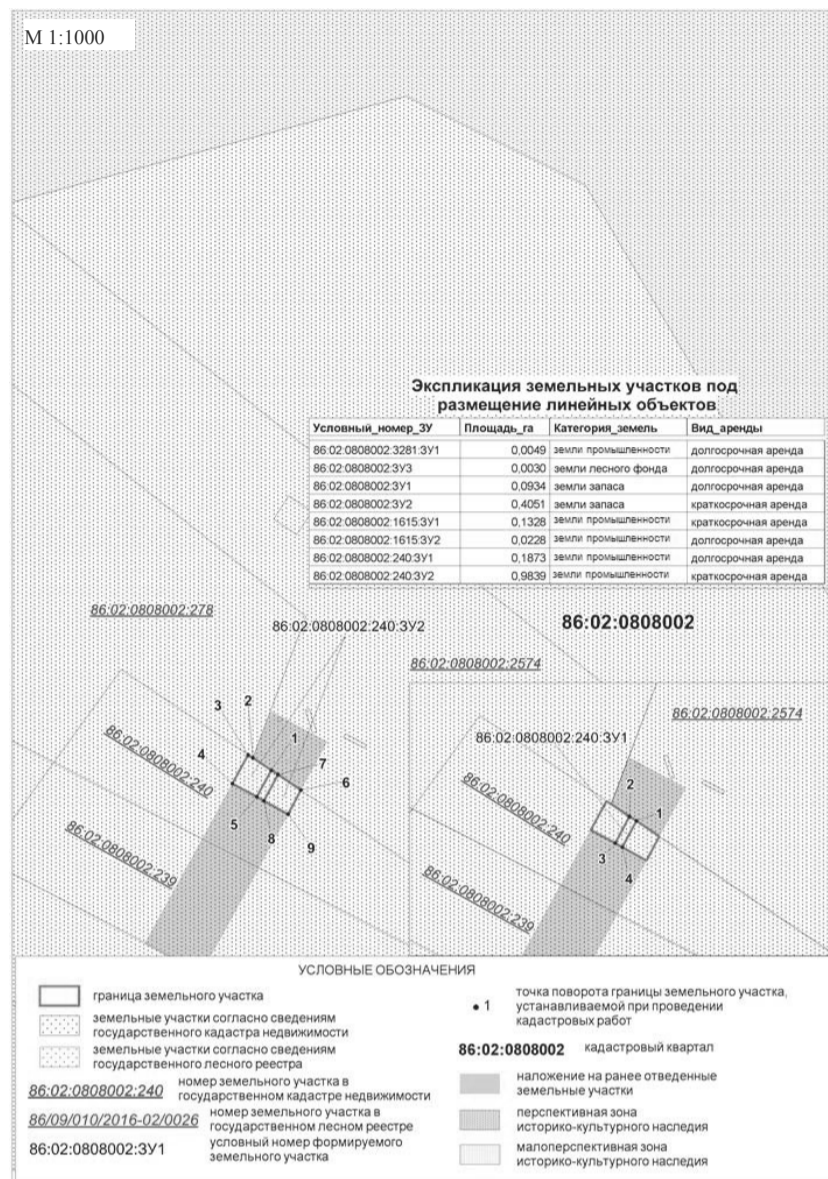 М 1:1000
Экспликация земельных участков под
размещение линейных объектов
Условный_номер_ЗУ Площадь_га Категория_земель Вид_аренды
86:02:0808002:3281:ЗУ1 0,0049 земли промышленности долгосрочная аренда
86:02:0808002:ЗУ3 0,0030 земли лесного фонда долгосрочная аренда
86:02:0808002:ЗУ1 0,0934 земли запаса долгосрочная аренда
86:02:0808002:ЗУ2 0,4051 земли запаса краткосрочная аренда
86:02:0808002:1615:ЗУ1 0,1328 земли промышленности краткосрочная аренда
86:02:0808002:1615:ЗУ2 0,0228 земли промышленности долгосрочная аренда
86:02:0808002:240:ЗУ1 0,1873 земли промышленности долгосрочная аренда
86:02:0808002:240:ЗУ2 0,9839 земли промышленности краткосрочная аренда
86:02:0808002:278
86:02:0808002:240:ЗУ2
86:02:0808002
86:02:0808002:2574
3
2
4
1
7
6
5
8
9
86:02:0808002:240
86:02:0808002:239
86:02:0808002:2574
86:02:0808002:240:ЗУ1
2
1
3
4
86:02:0808002:240
86:02:0808002:239
УСЛОВНЫЕ ОБОЗНАЧЕНИЯ
граница земельного участка
земельные участки согласно сведениям
государственного кадастра недвижимости
земельные участки согласно сведениям
государственного лесного реестра
86:02:0808002:240 номер земельного участка в
государственном кадастре недвижимости
86/09/010/2016-02/0026 номер земельного участка в
государственном лесном реестре
86:02:0808002:ЗУ1 условный номер формируемого
земельного участка
1 точка поворота границы земельного участка,
устанавливаемой при проведении
кадастровых работ
86:02:0808002 кадастровый квартал
наложение на ранее отведенные
земельные участки
перспективная зона
историко-культурного наследия
малоперспективная зона
историко-культурного наследия